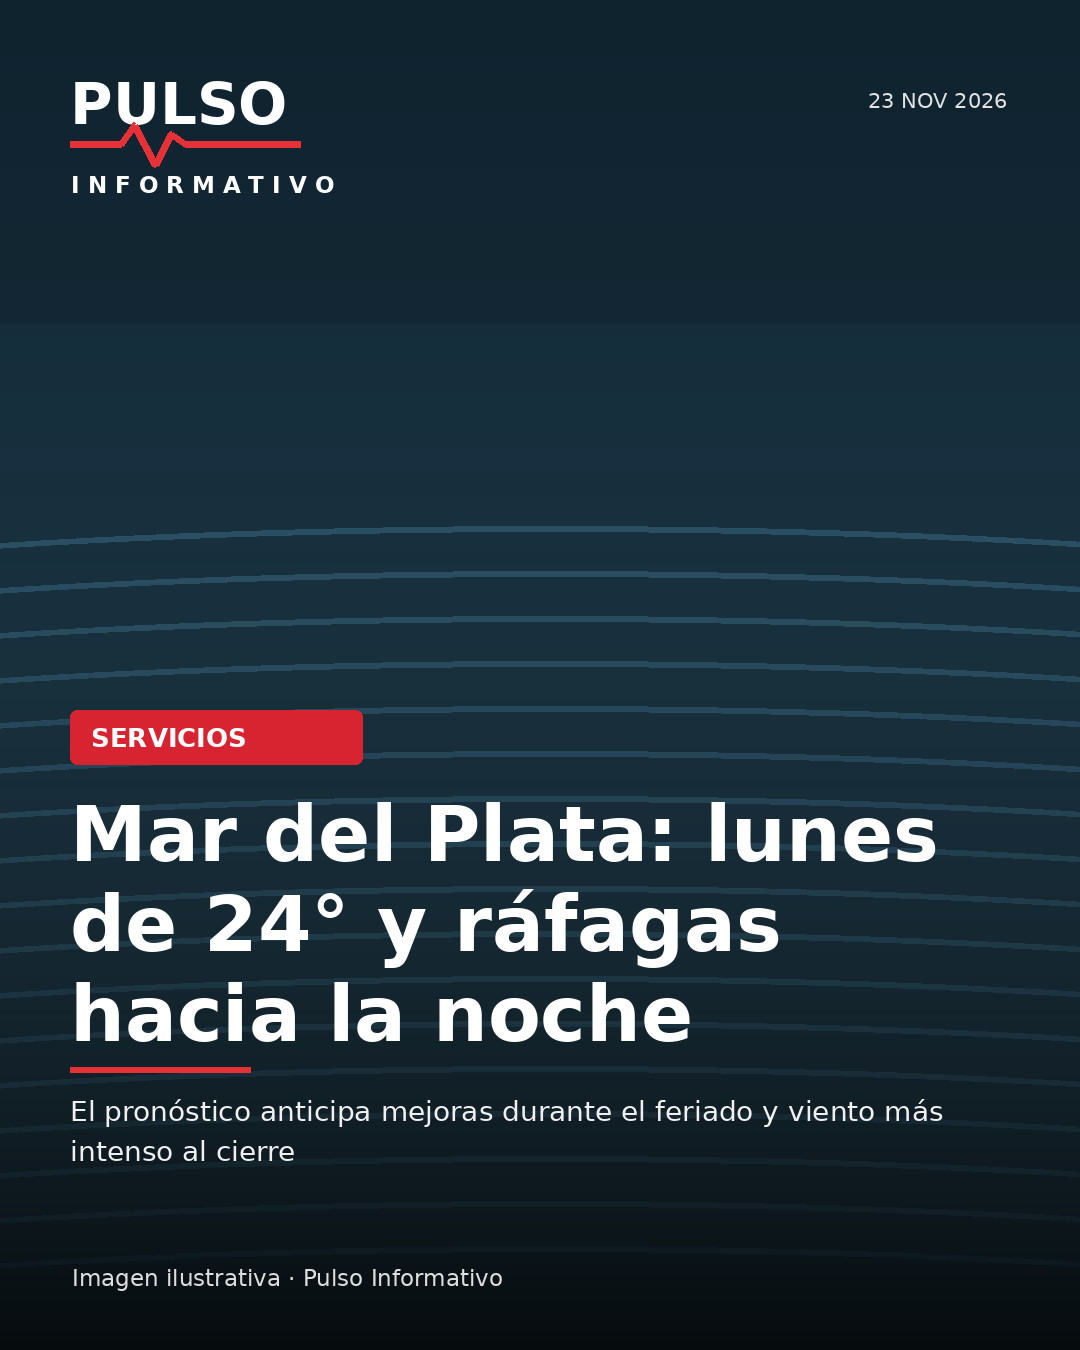 PULSO
INFORMATIVO
23 NOV 2026
SERVICIOS
Mar del Plata: lunes
de 24° y ráfagas
hacia la noche
El pronóstico anticipa mejoras durante el feriado y viento más
intenso al cierre
Imagen ilustrativa · Pulso Informativo